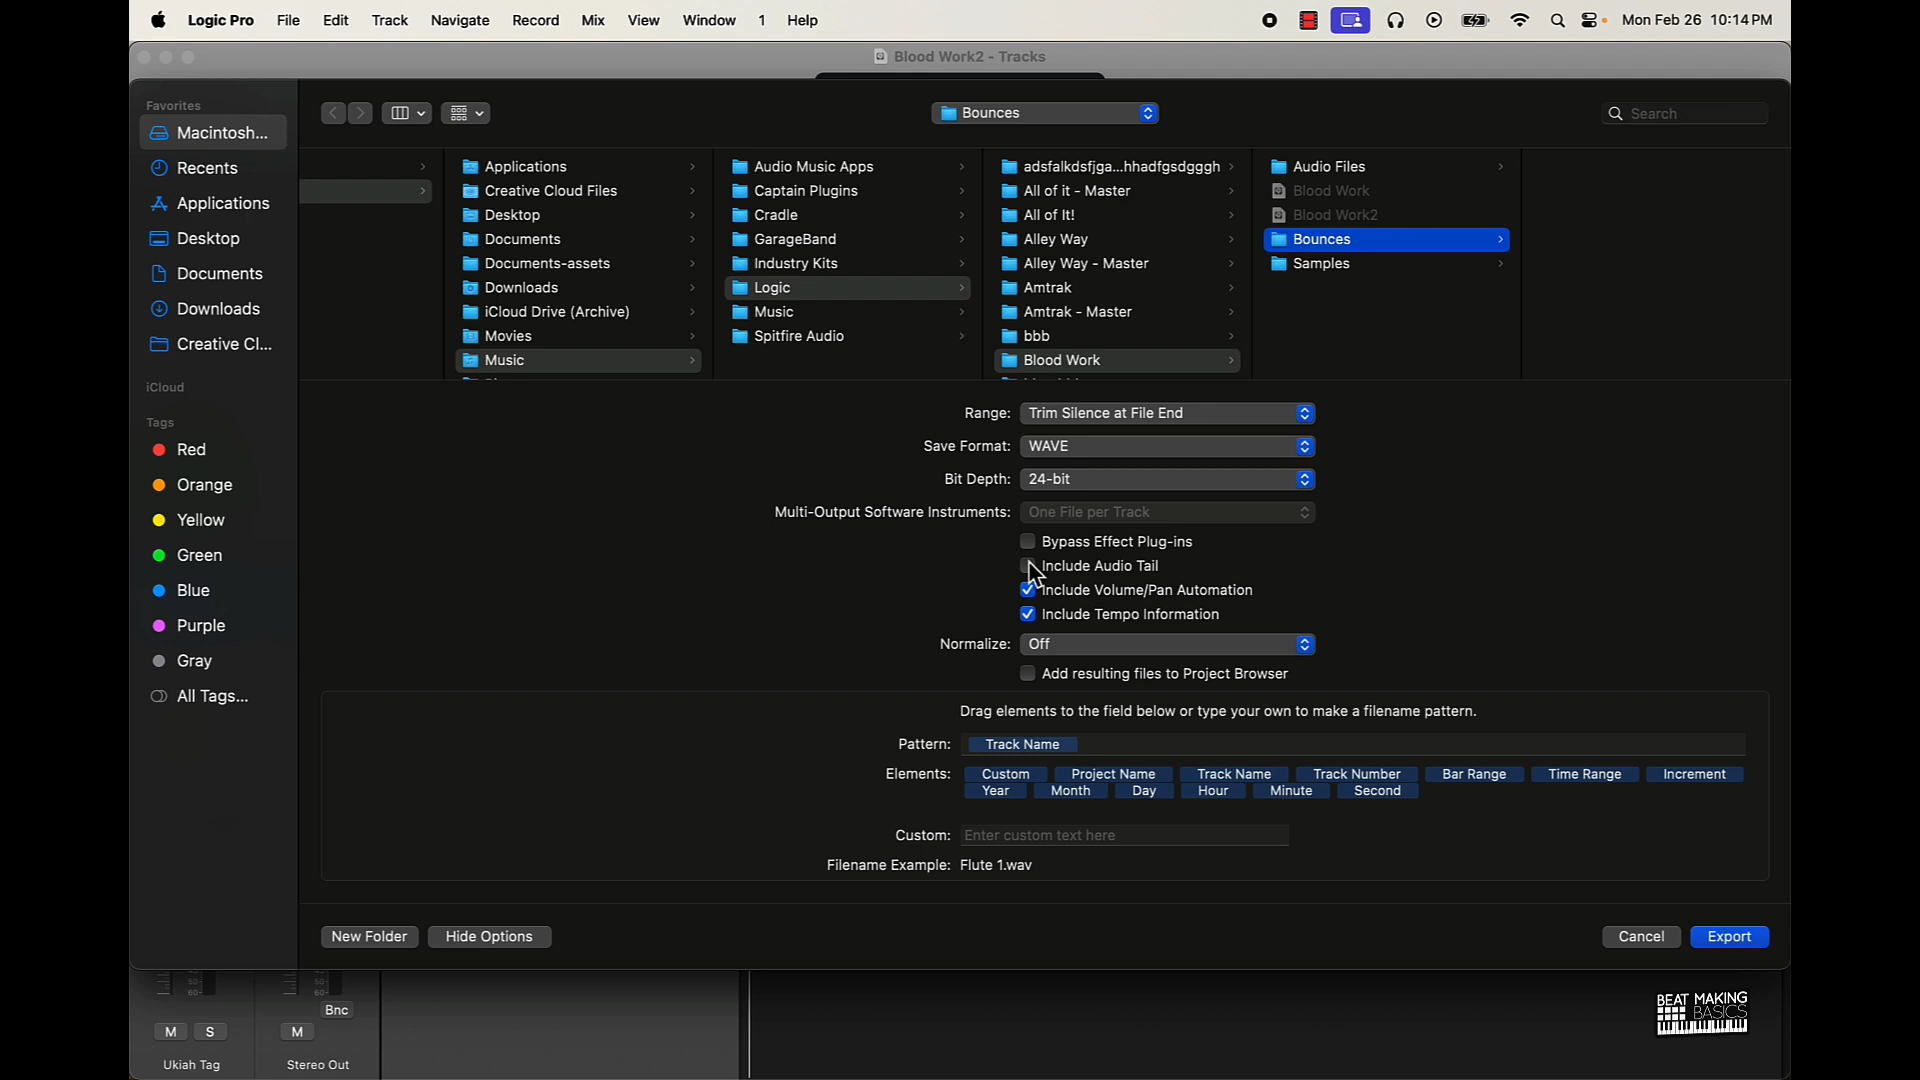 Logic Pro File Edit Track Navigate Record Mix View Window 1 Help Mon Feb 26 10:14 PM
Blood Work2 - Tracks
Favorites
Macintosh...
Recents
Applications
Desktop
Documents
Downloads
Creative Cl...
iCloud
Tags
Red
Orange
Yellow
Green
Blue
Purple
Gray
All Tags...
Bounces
Search
Applications
Creative Cloud Files
Desktop
Documents
Documents-assets
Downloads
iCloud Drive (Archive)
Movies
Music
Audio Music Apps
Captain Plugins
Cradle
GarageBand
Industry Kits
Logic
Music
Spitfire Audio
adsfalkdsfjga...hhadfgsdgggh
All of it - Master
All of It!
Alley Way
Alley Way - Master
Amtrak
Amtrak - Master
bbb
Blood Work
Audio Files
Blood Work
Blood Work2
Bounces
Samples
Range: Trim Silence at File End
Save Format: WAVE
Bit Depth: 24-bit
Multi-Output Software Instruments: One File per Track
Bypass Effect Plug-ins
Include Audio Tail
Include Volume/Pan Automation
Include Tempo Information
Normalize: Off
Add resulting files to Project Browser
Drag elements to the field below or type your own to make a filename pattern.
Pattern: Track Name
Elements: Custom Project Name Track Name Track Number Bar Range Time Range Increment
Year Month Day Hour Minute Second
Custom: Enter custom text here
Filename Example: Flute 1.wav
New Folder Hide Options Cancel Export
50- 50-
60- 60-
Bnc
M S M
Ukiah Tag Stereo Out
BEAT MAKING
BASICS